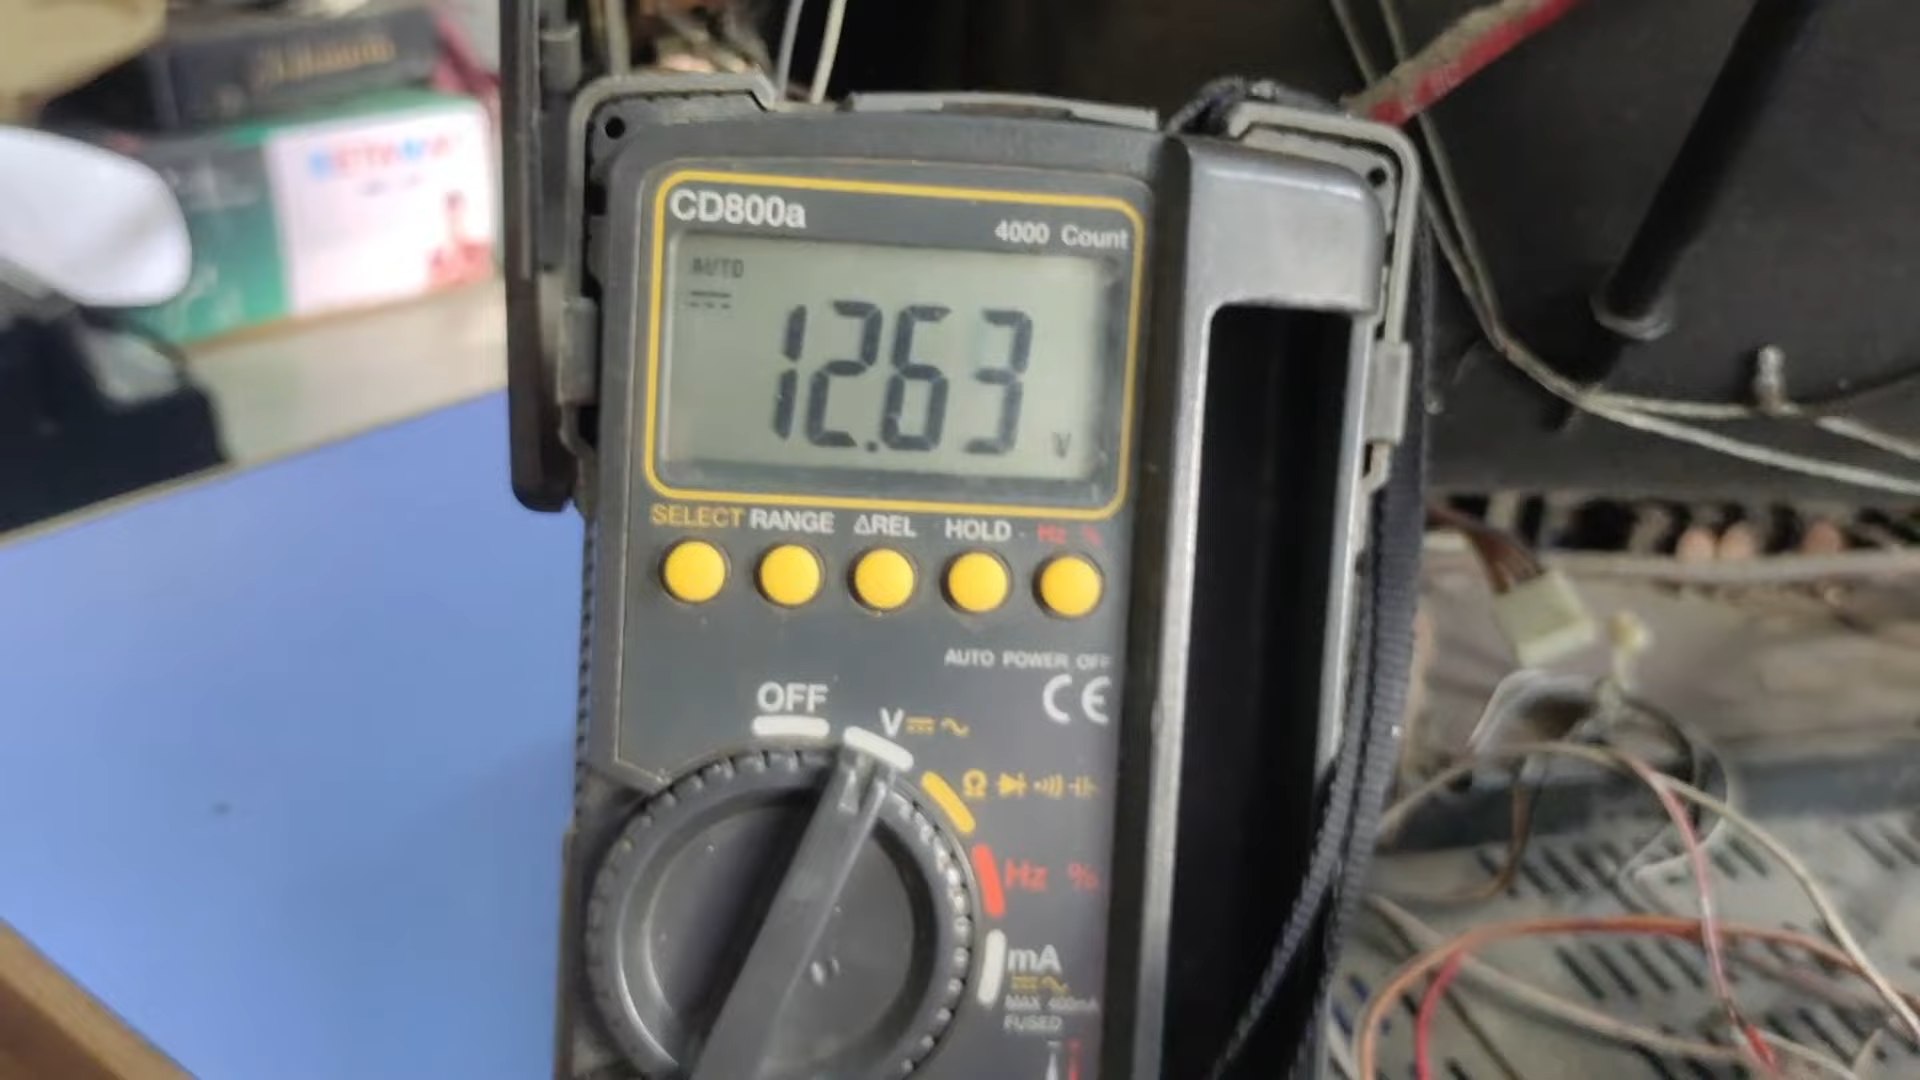 CD800a
4000 Count
AUTO
12.63 V
SELECT RANGE ΔREL HOLD Hz %
AUTO POWER OFF
CE
OFF
V
Ω
Hz %
mA
MAX 400mA
FUSED